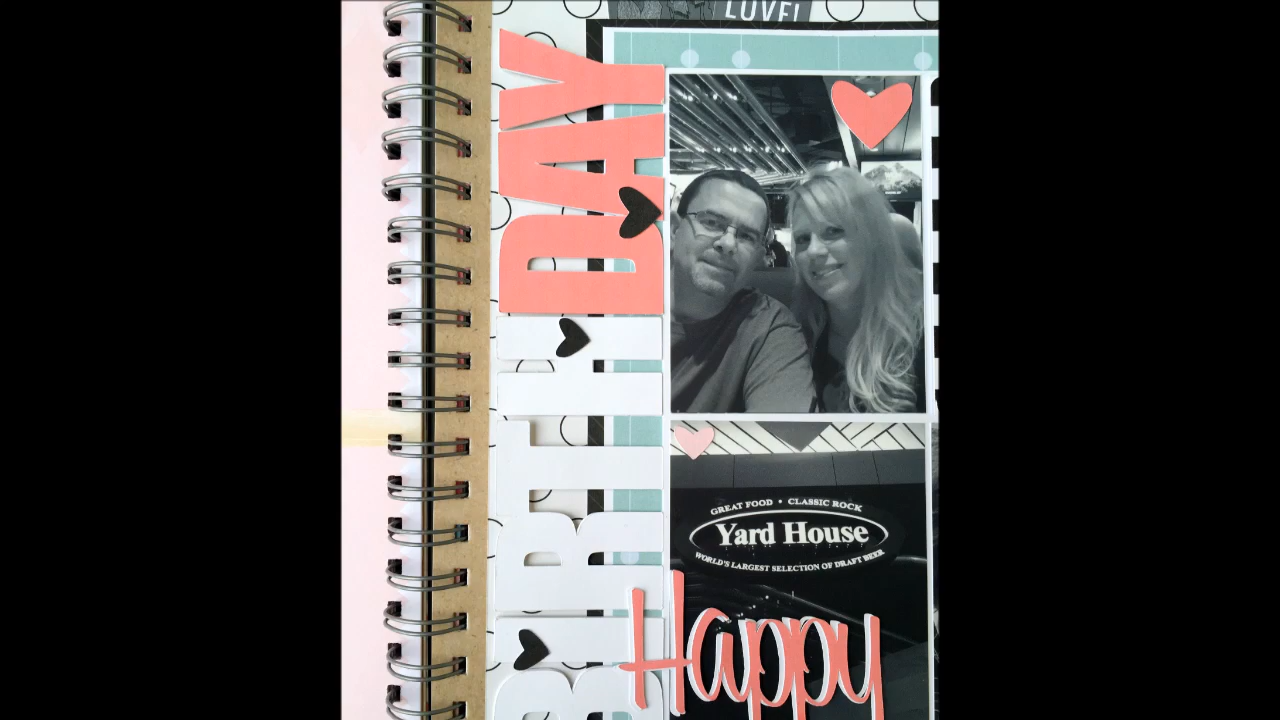 LOVE!
BIRTHDAY
GREAT FOOD • CLASSIC ROCK
Yard House
WORLD'S LARGEST SELECTION OF DRAFT BEER
Happy